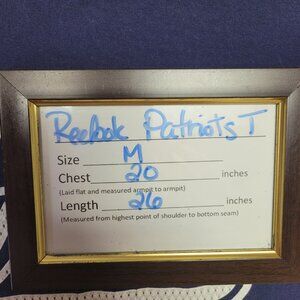 Reebok Patriots T
Size M
Chest 20 inches
(Laid flat and measured armpit to armpit)
Length 26 inches
(Measured from highest point of shoulder to bottom seam)